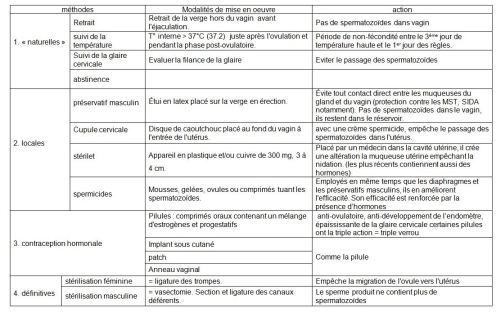 méthodes
Modalités de mise en oeuvre
action
1. « naturelles »
Retrait
Retrait de la verge hors du vagin avant
l'éjaculation.
Pas de spermatozoïdes dans vagin
suivi de la
température
T° interne > 37°C (37.2) juste après l'ovulation et
pendant la phase post-ovulatoire.
Période de non-fécondité entre le 3ème jour de
température haute et le 1er jour des règles.
Suivi de la glaire
cervicale
Evaluer la filance de la glaire
Eviter le passage des spermatozoïdes
abstinence
2. locales
préservatif masculin
Étui en latex placé sur la verge en érection.
Évite tout contact direct entre les muqueuses du
gland et du vagin (protection contre les MST, SIDA
notamment). Pas de spermatozoïdes dans le vagin,
ils restent dans le réservoir.
Cupule cervicale
Disque de caoutchouc placé au fond du vagin à
l'entrée de l'utérus.
avec une crème spermicide, empêche le passage des
spermatozoïdes dans l'utérus.
stérilet
Appareil en plastique et/ou cuivre de 300 mg, 3 à
4 cm.
Placé par un médecin dans la cavité utérine, il crée
une altération la muqueuse utérine empêchant la
nidation. (les plus récents contiennent aussi des
hormones)
spermicides
Mousses, gelées, ovules ou comprimés tuant les
spermatozoïdes.
Employés en même temps que les diaphragmes et
les préservatifs masculins, ils en améliorent
l'efficacité. Son efficacité est renforcée par la
présence d'hormones
3. contraception hormonale
Pilules : comprimés oraux contenant un mélange
d'estrogènes et progestatifs
anti-ovulatoire, anti-développement de l'endomètre,
épaississante de la glaire cervicale certaines pilules
ont la triple action = triple verrou
Implant sous cutané
patch
Anneau vaginal
Comme la pilule
4. définitives
stérilisation féminine
= ligature des trompes.
Empêche la migration de l'ovule vers l'utérus
stérilisation masculine
= vasectomie. Section et ligature des canaux
déférents.
Le sperme produit ne contient plus de
spermatozoïdes